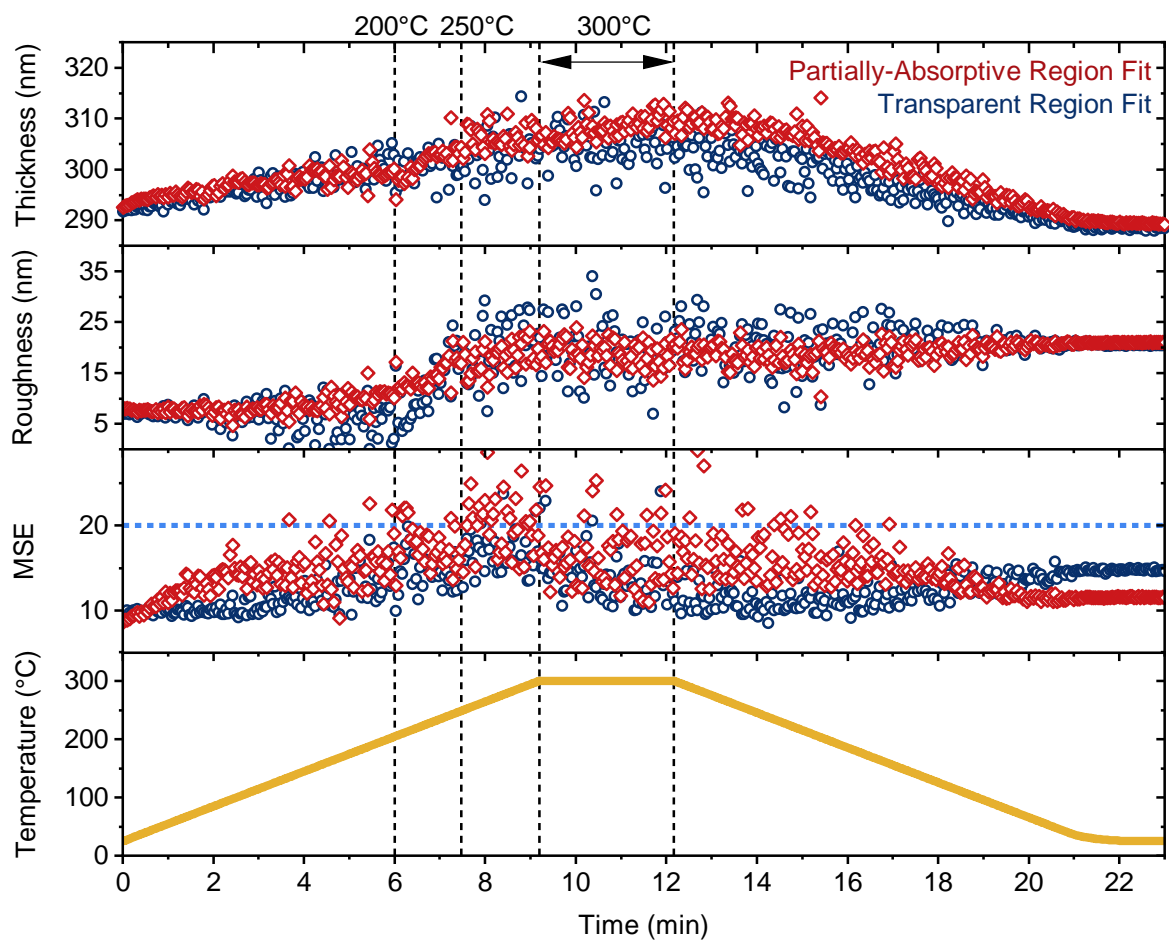 200°C 250°C 300°C
Partially-Absorptive Region Fit
Transparent Region Fit
Thickness (nm)
320
310
300
290
Roughness (nm)
35
25
15
5
MSE
20
10
Temperature (°C)
300
200
100
0
0 2 4 6 8 10 12 14 16 18 20 22
Time (min)